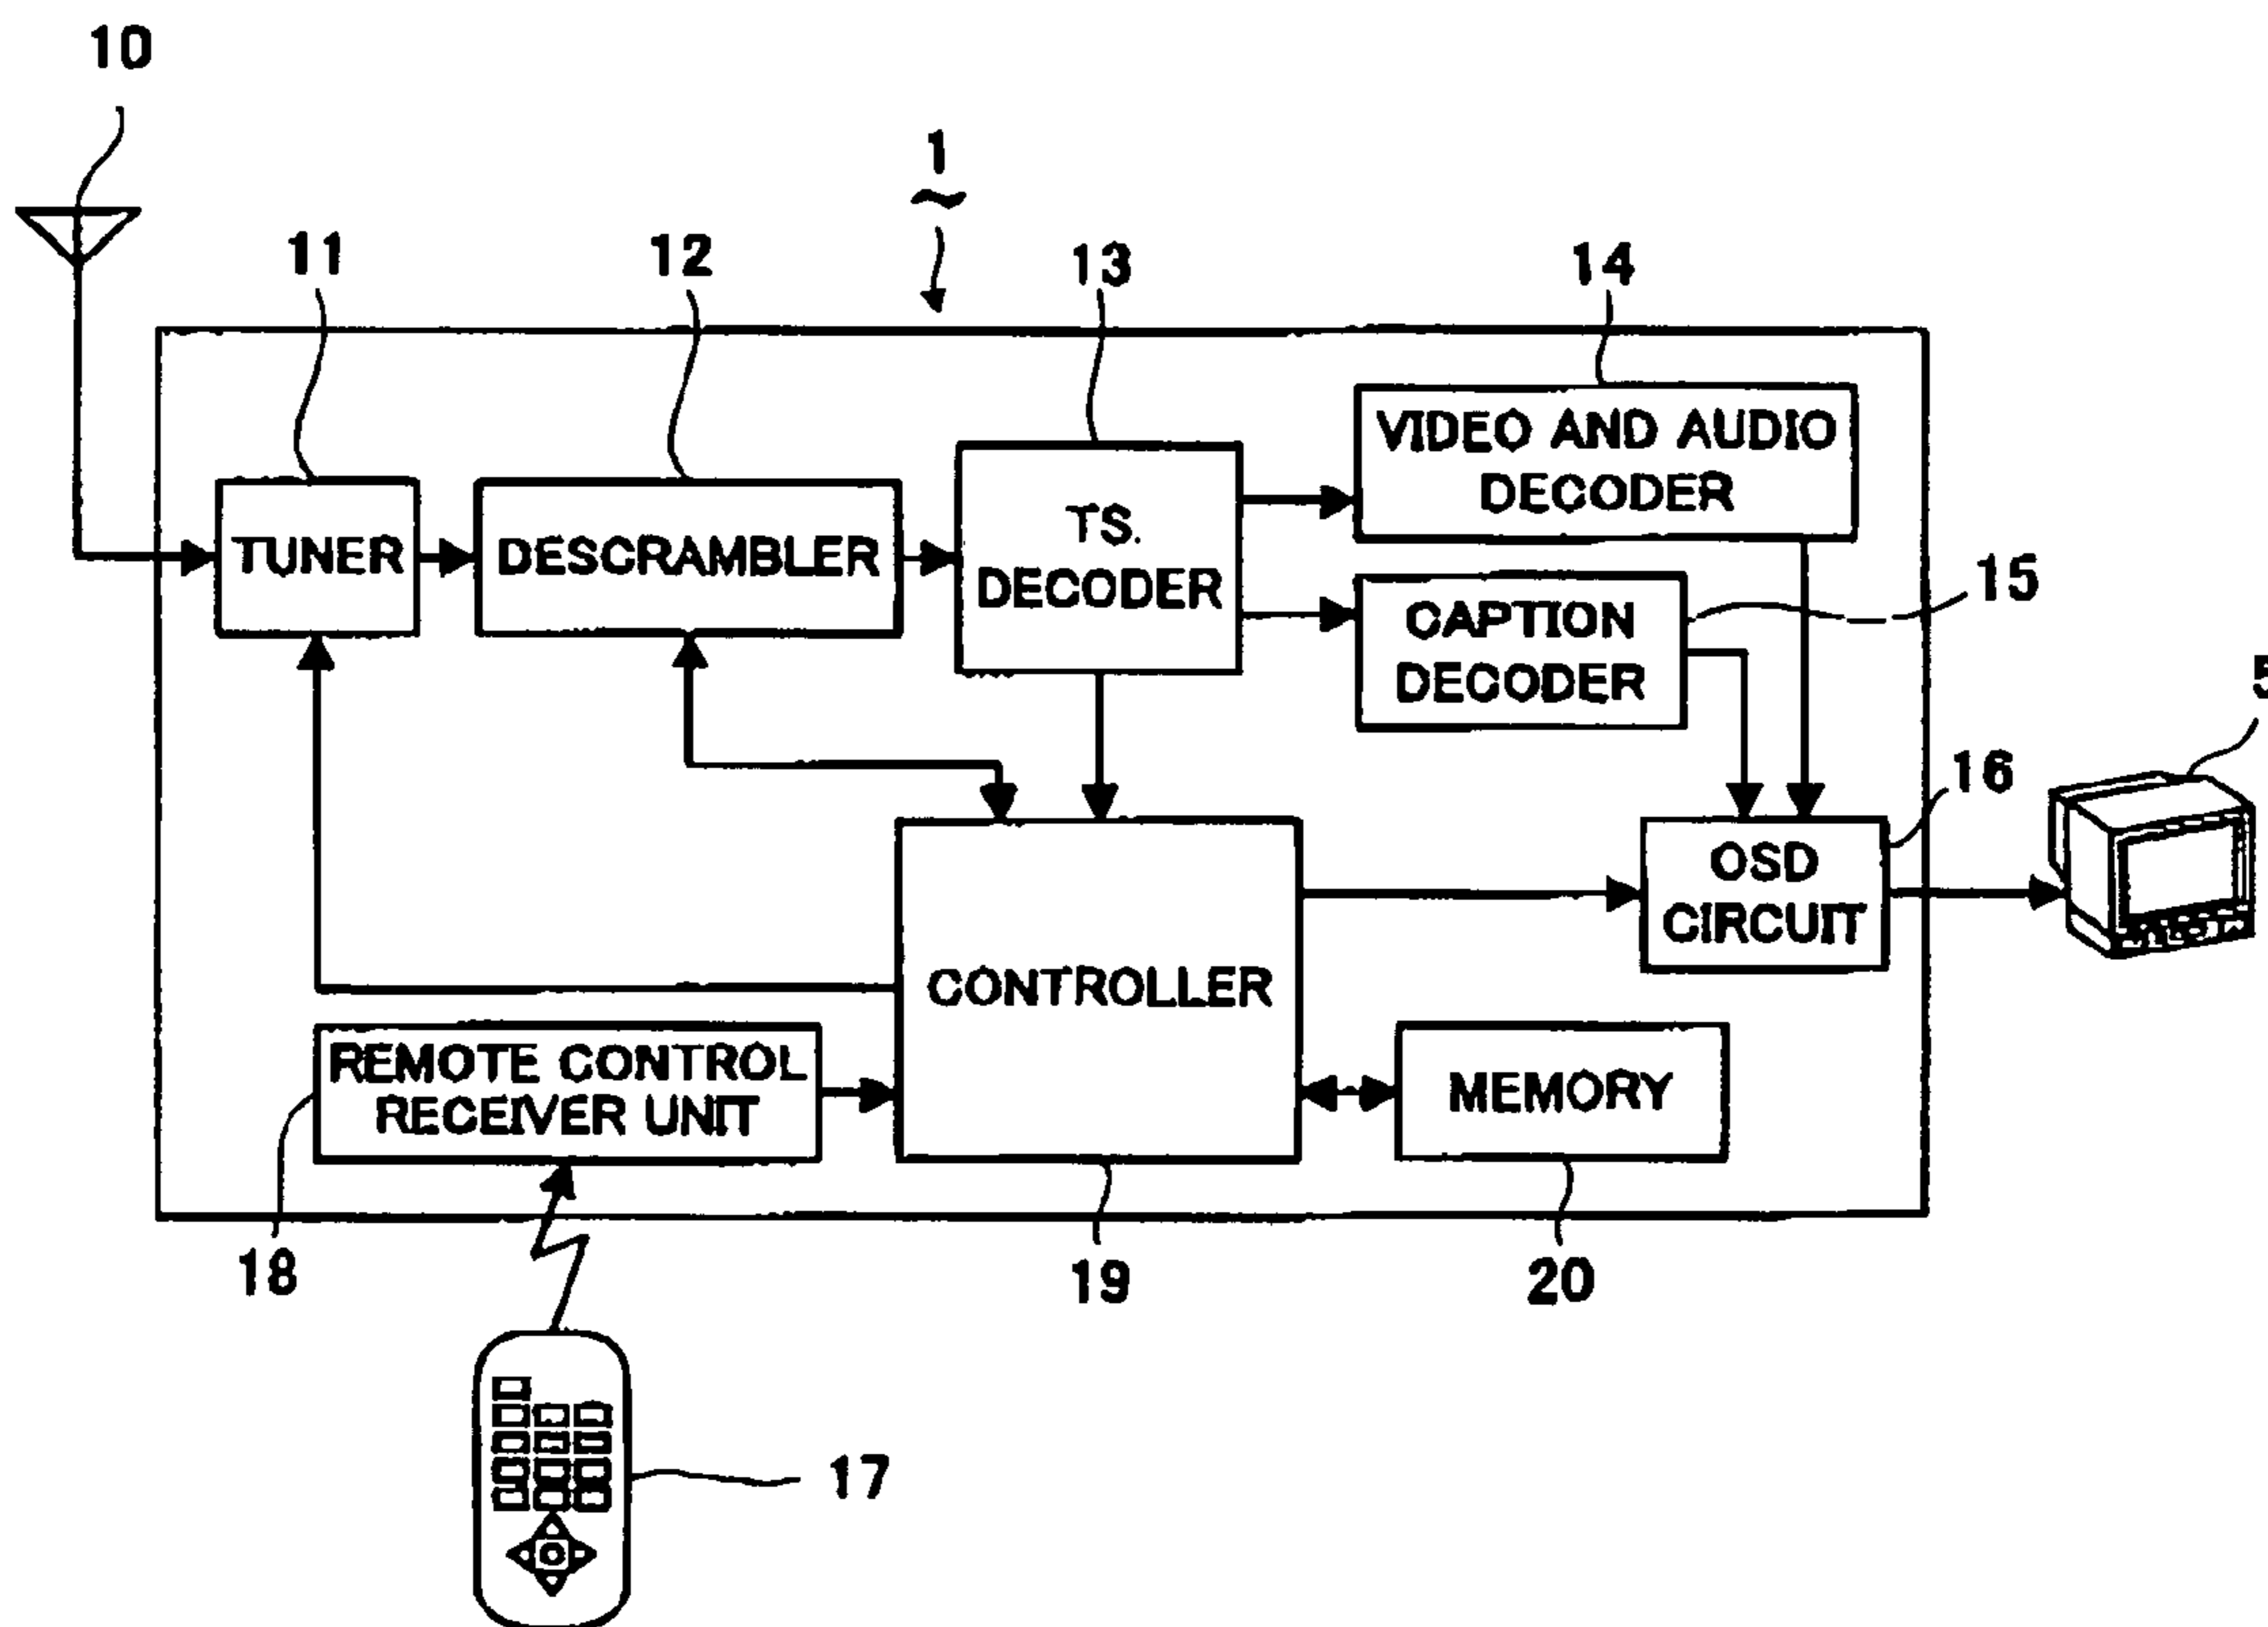 10
1
11
12
13
14
VIDEO AND AUDIO
DECODER
TUNER
DESCRAMBLER
TS.
DECODER
15
CAPTION
DECODER
5
16
OSD
CIRCUIT
CONTROLLER
REMOTE CONTROL
RECEIVER UNIT
MEMORY
18
19
20
17